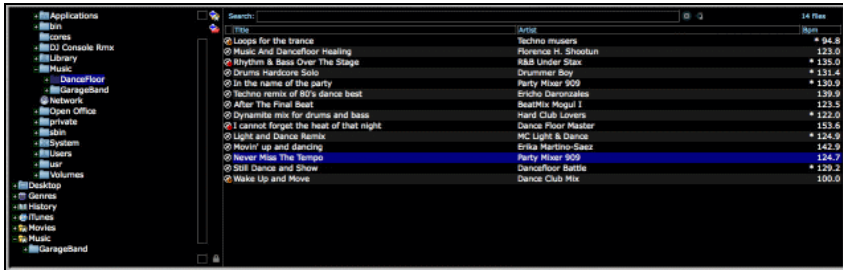 Applications
bin
cores
DJ Console Rmx
Library
Music
DanceFloor
GarageBand
Network
Open Office
private
sbin
System
Users
usr
Volumes
Desktop
Genres
History
iTunes
Movies
Music
GarageBand
Search: 14 files
Title Artist Bpm
Loops for the trance Techno musers * 94.8
Music And Dancefloor Healing Florence H. Shootun 123.0
Rhythm & Bass Over The Stage R&B Under Stax * 135.0
Drums Hardcore Solo Drummer Boy * 131.4
In the name of the party Party Mixer 909 * 130.9
Techno remix of 80's dance best Ericho Daronzales 139.9
After The Final Beat BeatMix Mogul I 123.5
Dynamite mix for drums and bass Hard Club Lovers * 122.0
I cannot forget the heat of that night Dance Floor Master 153.6
Light and Dance Remix MC Light & Dance * 124.9
Movin' up and dancing Erika Martino-Saez 142.9
Never Miss The Tempo Party Mixer 909 124.7
Still Dance and Show Dancefloor Battle * 129.2
Wake Up and Move Dance Club Mix 100.0